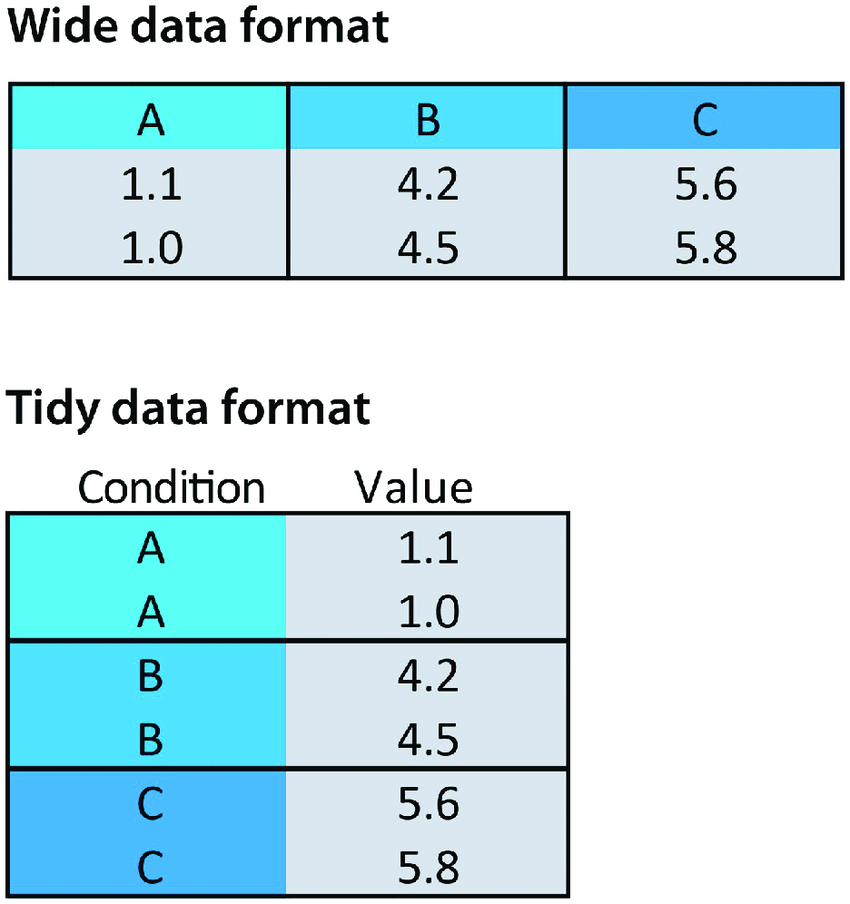 Wide data format
A B C
1.1 4.2 5.6
1.0 4.5 5.8
Tidy data format
Condition Value
A 1.1
A 1.0
B 4.2
B 4.5
C 5.6
C 5.8